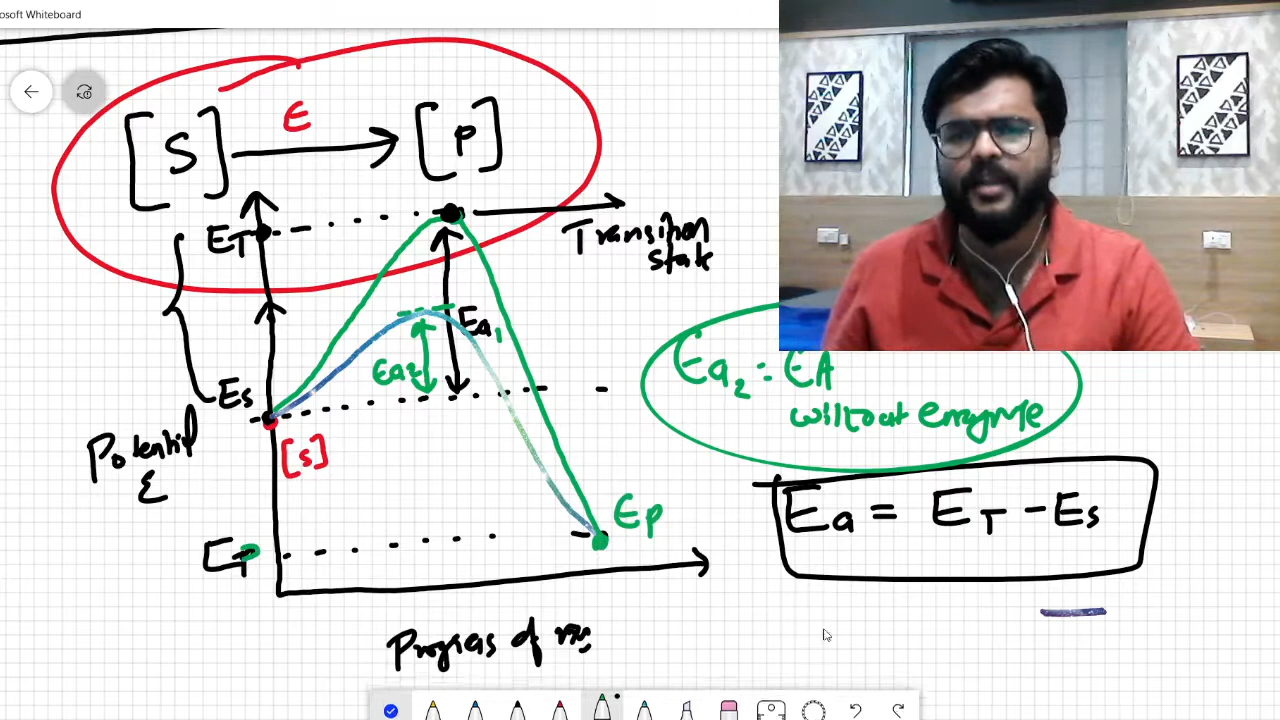 osoft Whiteboard
E
[S] → [P]
ET
Transition
state
Ea1
Ea2
Es
Potential
E
[S]
Ea2 : EA
without enzyme
Ep
Ea = ET - Es
Ep
Progress of rxn